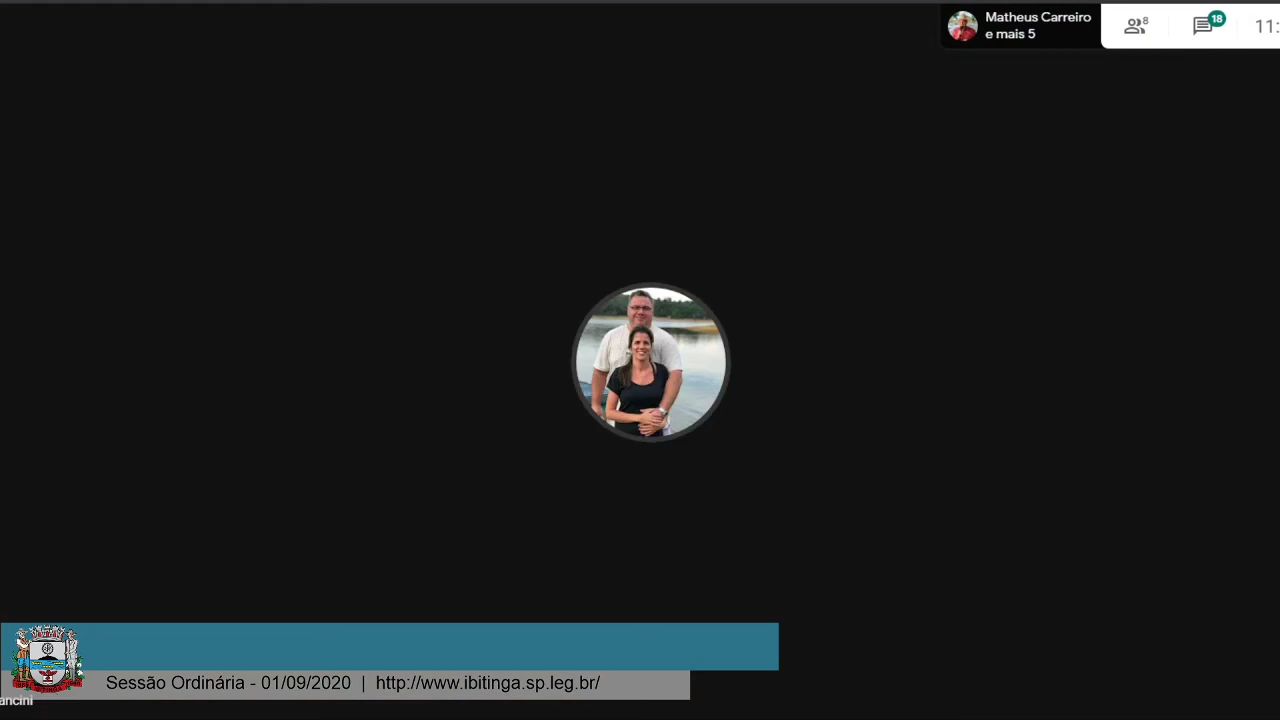 Matheus Carreiro
e mais 5
8
18
11:
Sessão Ordinária - 01/09/2020 | http://www.ibitinga.sp.leg.br/
ancini